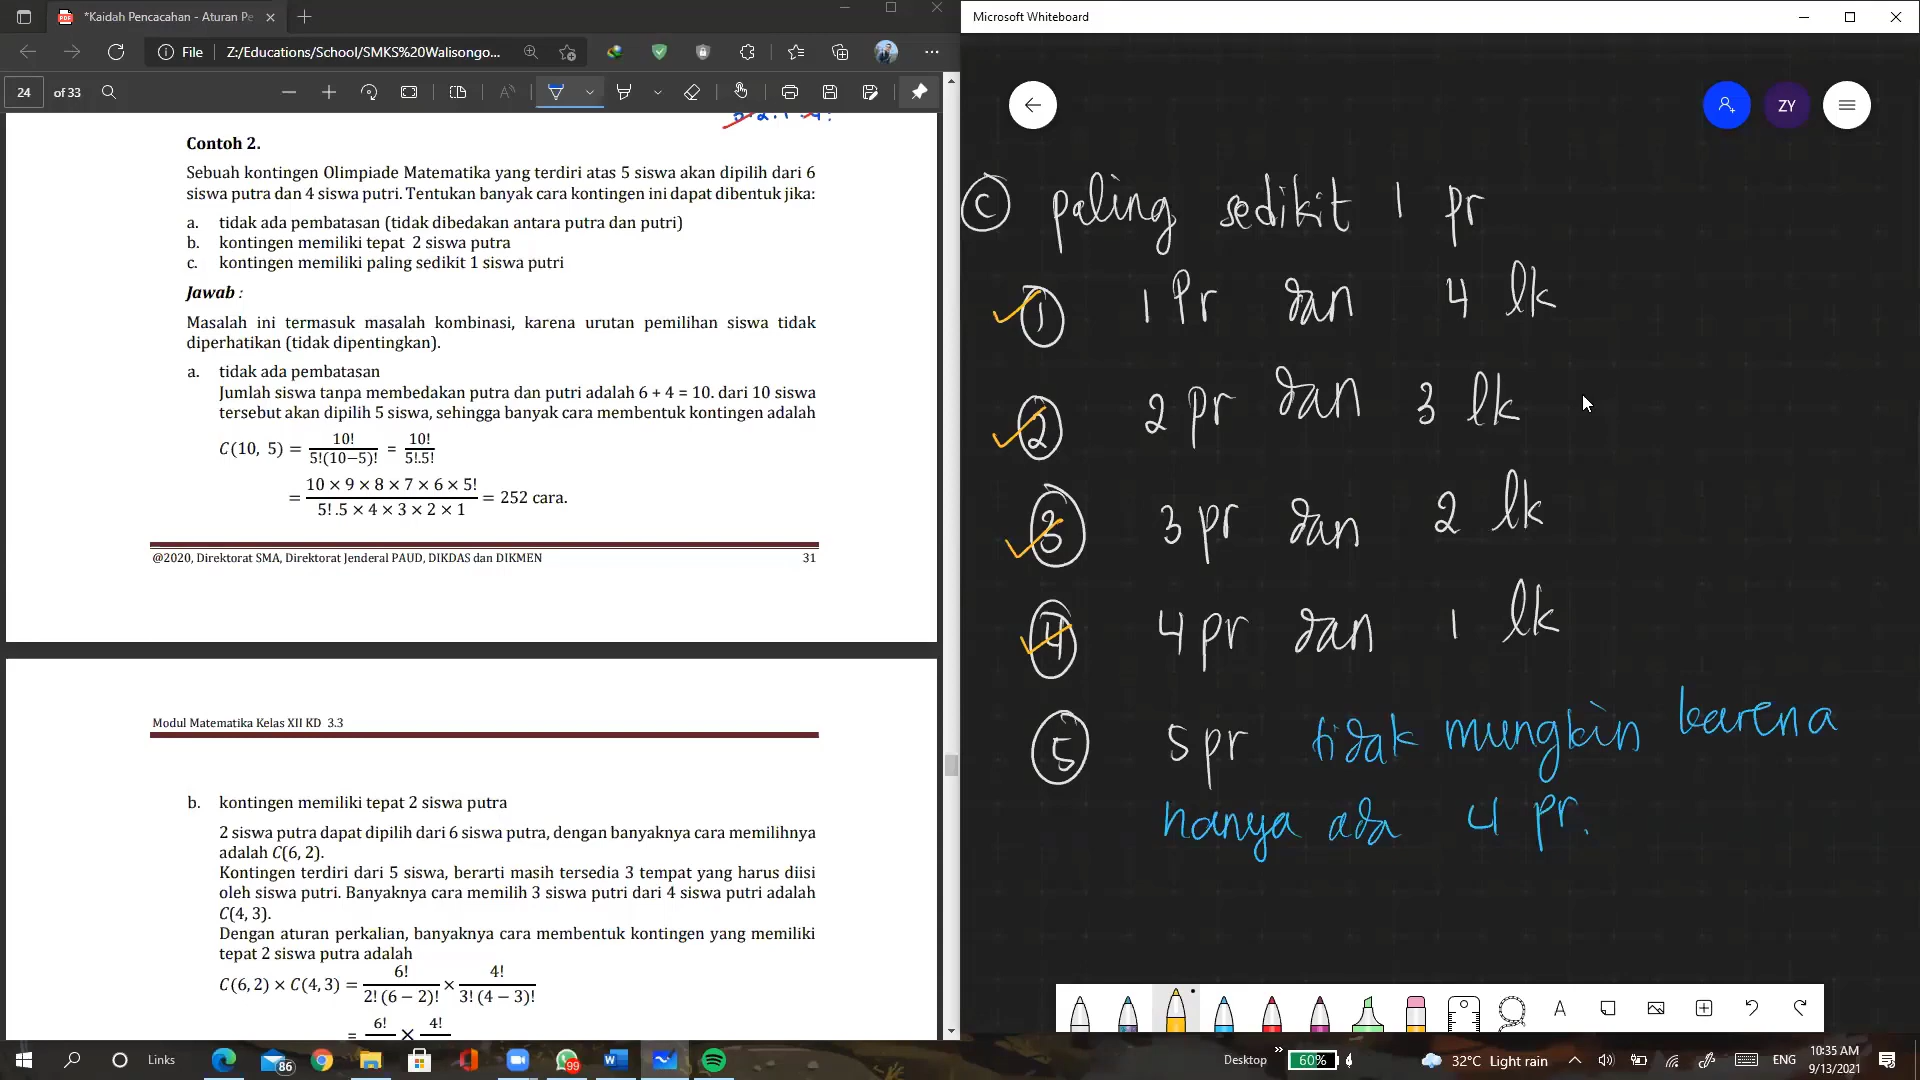 *Kaidah Pencacahan - Aturan Pe
Microsoft Whiteboard
File
Z:/Educations/School/SMKS%20Walisongo...
24 of 33
Contoh 2.
Sebuah kontingen Olimpiade Matematika yang terdiri atas 5 siswa akan dipilih dari 6
siswa putra dan 4 siswa putri. Tentukan banyak cara kontingen ini dapat dibentuk jika:
a. tidak ada pembatasan (tidak dibedakan antara putra dan putri)
b. kontingen memiliki tepat 2 siswa putra
c. kontingen memiliki paling sedikit 1 siswa putri
Jawab :
Masalah ini termasuk masalah kombinasi, karena urutan pemilihan siswa tidak
diperhatikan (tidak dipentingkan).
a. tidak ada pembatasan
Jumlah siswa tanpa membedakan putra dan putri adalah 6 + 4 = 10. dari 10 siswa
tersebut akan dipilih 5 siswa, sehingga banyak cara membentuk kontingen adalah
C(10, 5) = 10!/5!(10−5)! = 10!/5!.5!
= 10 × 9 × 8 × 7 × 6 × 5!/5!.5 × 4 × 3 × 2 × 1 = 252 cara.
@2020, Direktorat SMA, Direktorat Jenderal PAUD, DIKDAS dan DIKMEN 31
Modul Matematika Kelas XII KD 3.3
b. kontingen memiliki tepat 2 siswa putra
2 siswa putra dapat dipilih dari 6 siswa putra, dengan banyaknya cara memilihnya
adalah C(6, 2).
Kontingen terdiri dari 5 siswa, berarti masih tersedia 3 tempat yang harus diisi
oleh siswa putri. Banyaknya cara memilih 3 siswa putri dari 4 siswa putri adalah
C(4, 3).
Dengan aturan perkalian, banyaknya cara membentuk kontingen yang memiliki
tepat 2 siswa putra adalah
C(6, 2) × C(4, 3) = 6!/2! (6 − 2)! × 4!/3! (4 − 3)!
= 6! × 4!
ZY
c paling sedikit 1 pr
1 1 Pr dan 4 lk
2 2 pr dan 3 lk
3 3 pr dan 2 lk
4 4 pr dan 1 lk
5 5 pr tidak mungkin karena
hanya ada 4 pr.
Links
86
99
Desktop
60%
32°C Light rain
ENG
10:35 AM
9/13/2021